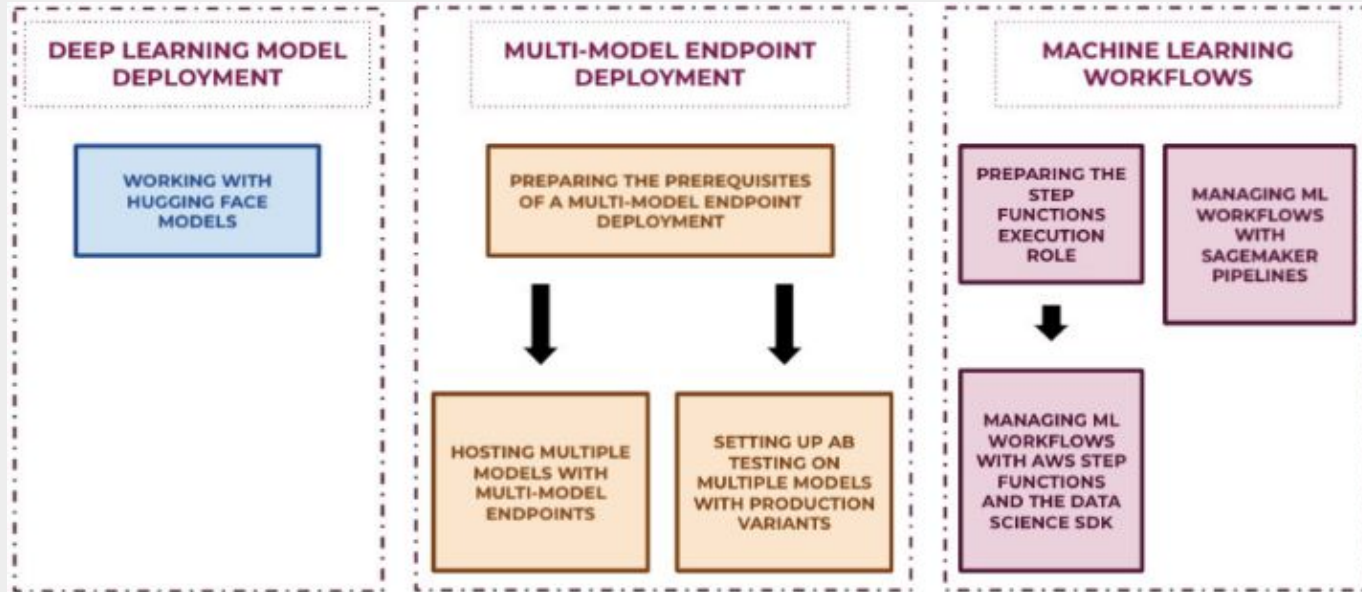 DEEP LEARNING MODEL
DEPLOYMENT
WORKING WITH
HUGGING FACE
MODELS
MULTI-MODEL ENDPOINT
DEPLOYMENT
PREPARING THE PREREQUISITES
OF A MULTI-MODEL ENDPOINT
DEPLOYMENT
HOSTING MULTIPLE
MODELS WITH
MULTI-MODEL
ENDPOINTS
SETTING UP AB
TESTING ON
MULTIPLE MODELS
WITH PRODUCTION
VARIANTS
MACHINE LEARNING
WORKFLOWS
PREPARING THE
STEP
FUNCTIONS
EXECUTION
ROLE
MANAGING ML
WORKFLOWS
WITH
SAGEMAKER
PIPELINES
MANAGING ML
WORKFLOWS
WITH AWS STEP
FUNCTIONS
AND THE DATA
SCIENCE SDK